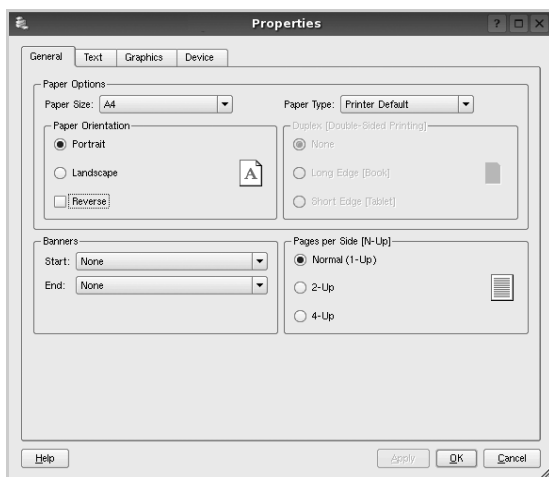 Properties
General Text Graphics Device
Paper Options
Paper Size: A4
Paper Type: Printer Default
Paper Orientation
Portrait
Landscape
Reverse
A
Duplex [Double-Sided Printing]
None
Long Edge [Book]
Short Edge [Tablet]
Banners
Start: None
End: None
Pages per Side [N-Up]
Normal (1-Up)
2-Up
4-Up
Help Apply OK Cancel